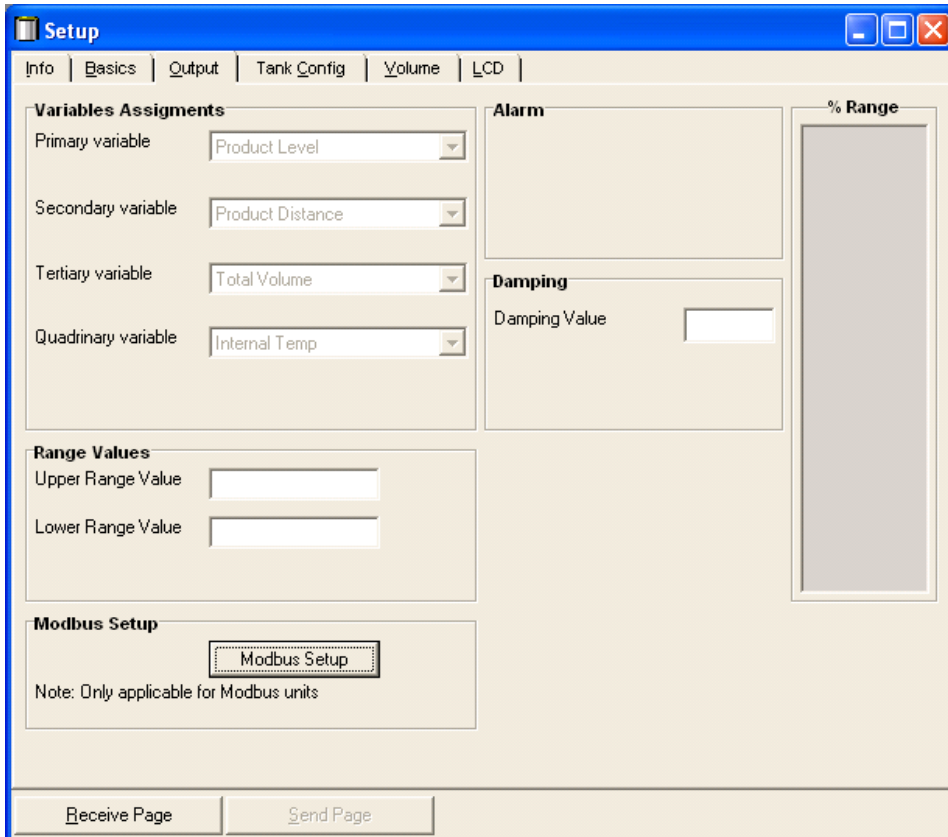 Setup
Info
Basics
Output
Tank Config
Volume
LCD
Variables Assigments
Primary variable
Product Level
Secondary variable
Product Distance
Tertiary variable
Total Volume
Quadrinary variable
Internal Temp
Alarm
Damping
Damping Value
% Range
Range Values
Upper Range Value
Lower Range Value
Modbus Setup
Modbus Setup
Note: Only applicable for Modbus units
Receive Page
Send Page